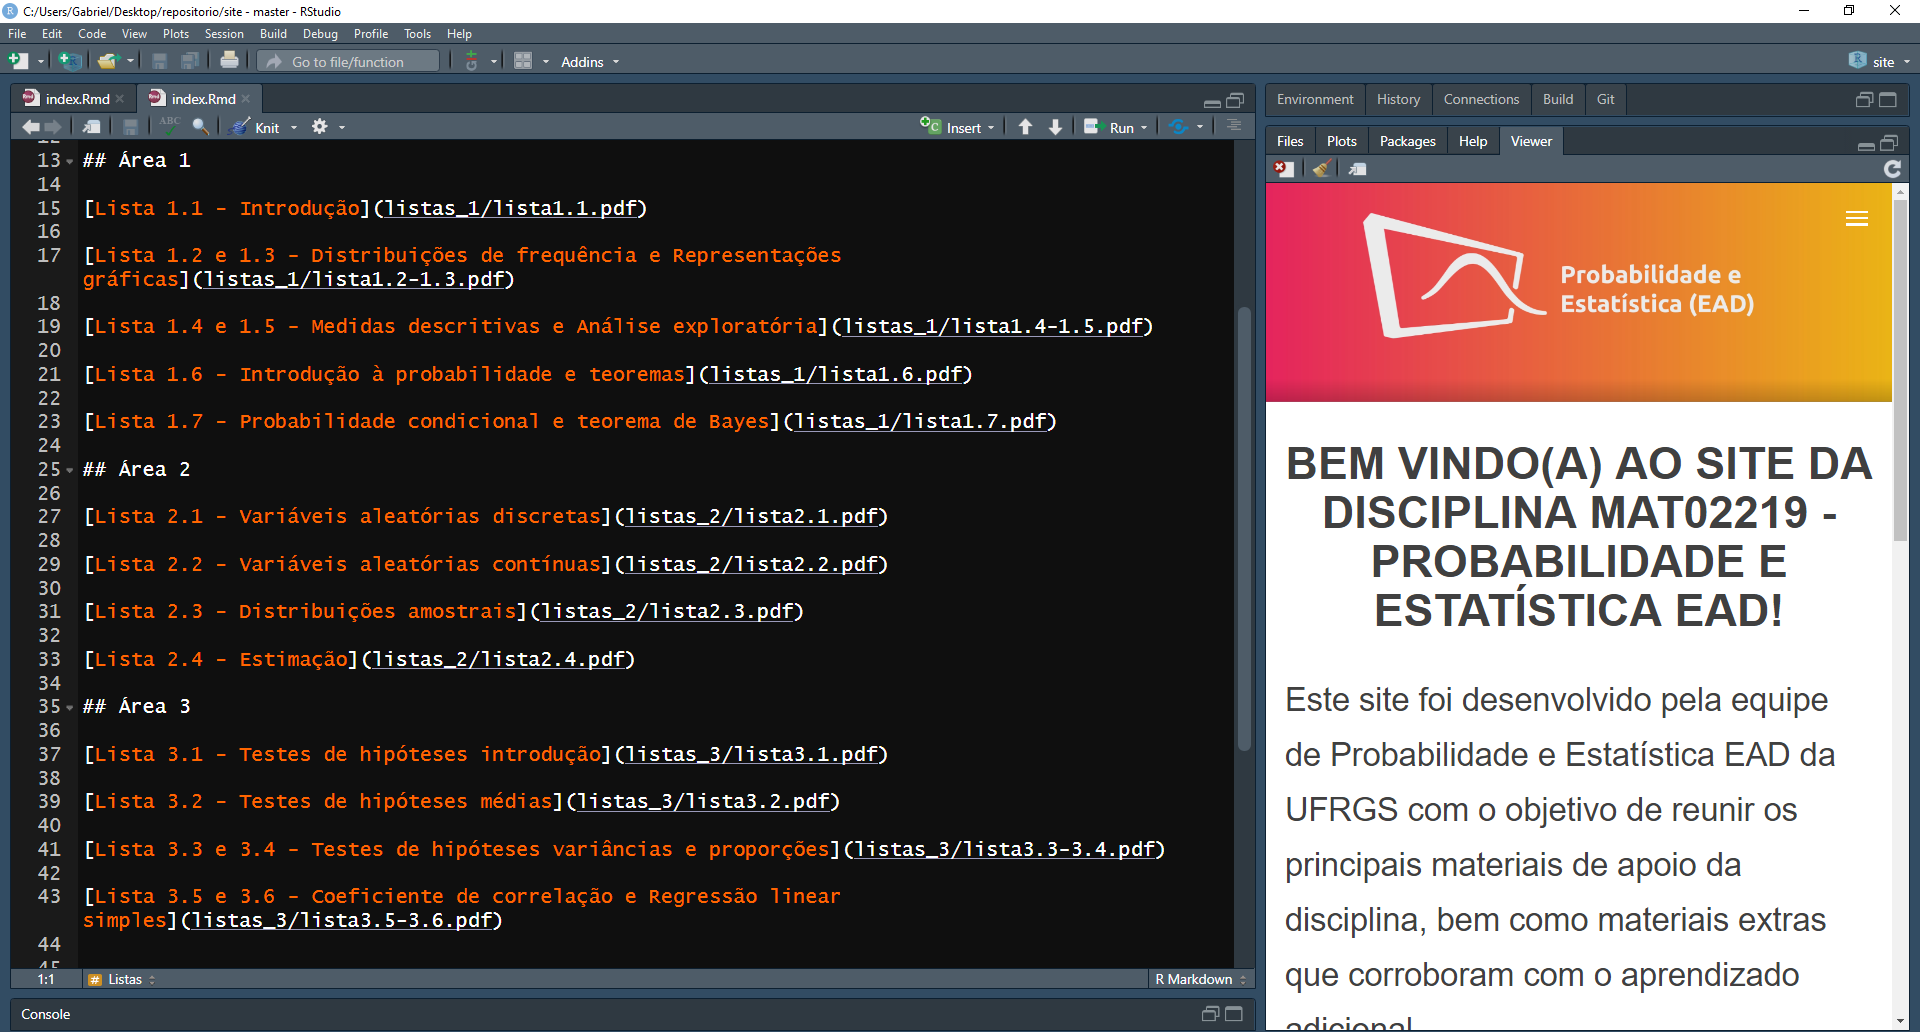 C:/Users/Gabriel/Desktop/repositorio/site - master - RStudio
File Edit Code View Plots Session Build Debug Profile Tools Help
Go to file/function
Addins
site
index.Rmd
index.Rmd
ABC
Knit
Insert
Run
13 ## Área 1
14
15 [Lista 1.1 - Introdução](listas_1/lista1.1.pdf)
16
17 [Lista 1.2 e 1.3 - Distribuições de frequência e Representações
gráficas](listas_1/lista1.2-1.3.pdf)
18
19 [Lista 1.4 e 1.5 - Medidas descritivas e Análise exploratória](listas_1/lista1.4-1.5.pdf)
20
21 [Lista 1.6 - Introdução à probabilidade e teoremas](listas_1/lista1.6.pdf)
22
23 [Lista 1.7 - Probabilidade condicional e teorema de Bayes](listas_1/lista1.7.pdf)
24
25 ## Área 2
26
27 [Lista 2.1 - Variáveis aleatórias discretas](listas_2/lista2.1.pdf)
28
29 [Lista 2.2 - Variáveis aleatórias contínuas](listas_2/lista2.2.pdf)
30
31 [Lista 2.3 - Distribuições amostrais](listas_2/lista2.3.pdf)
32
33 [Lista 2.4 - Estimação](listas_2/lista2.4.pdf)
34
35 ## Área 3
36
37 [Lista 3.1 - Testes de hipóteses introdução](listas_3/lista3.1.pdf)
38
39 [Lista 3.2 - Testes de hipóteses médias](listas_3/lista3.2.pdf)
40
41 [Lista 3.3 e 3.4 - Testes de hipóteses variâncias e proporções](listas_3/lista3.3-3.4.pdf)
42
43 [Lista 3.5 e 3.6 - Coeficiente de correlação e Regressão linear
simples](listas_3/lista3.5-3.6.pdf)
44
45
1:1 # Listas R Markdown
Console
Environment History Connections Build Git
Files Plots Packages Help Viewer
Probabilidade e
Estatística (EAD)
BEM VINDO(A) AO SITE DA
DISCIPLINA MAT02219 -
PROBABILIDADE E
ESTATÍSTICA EAD!
Este site foi desenvolvido pela equipe
de Probabilidade e Estatística EAD da
UFRGS com o objetivo de reunir os
principais materiais de apoio da
disciplina, bem como materiais extras
que corroboram com o aprendizado
adicional